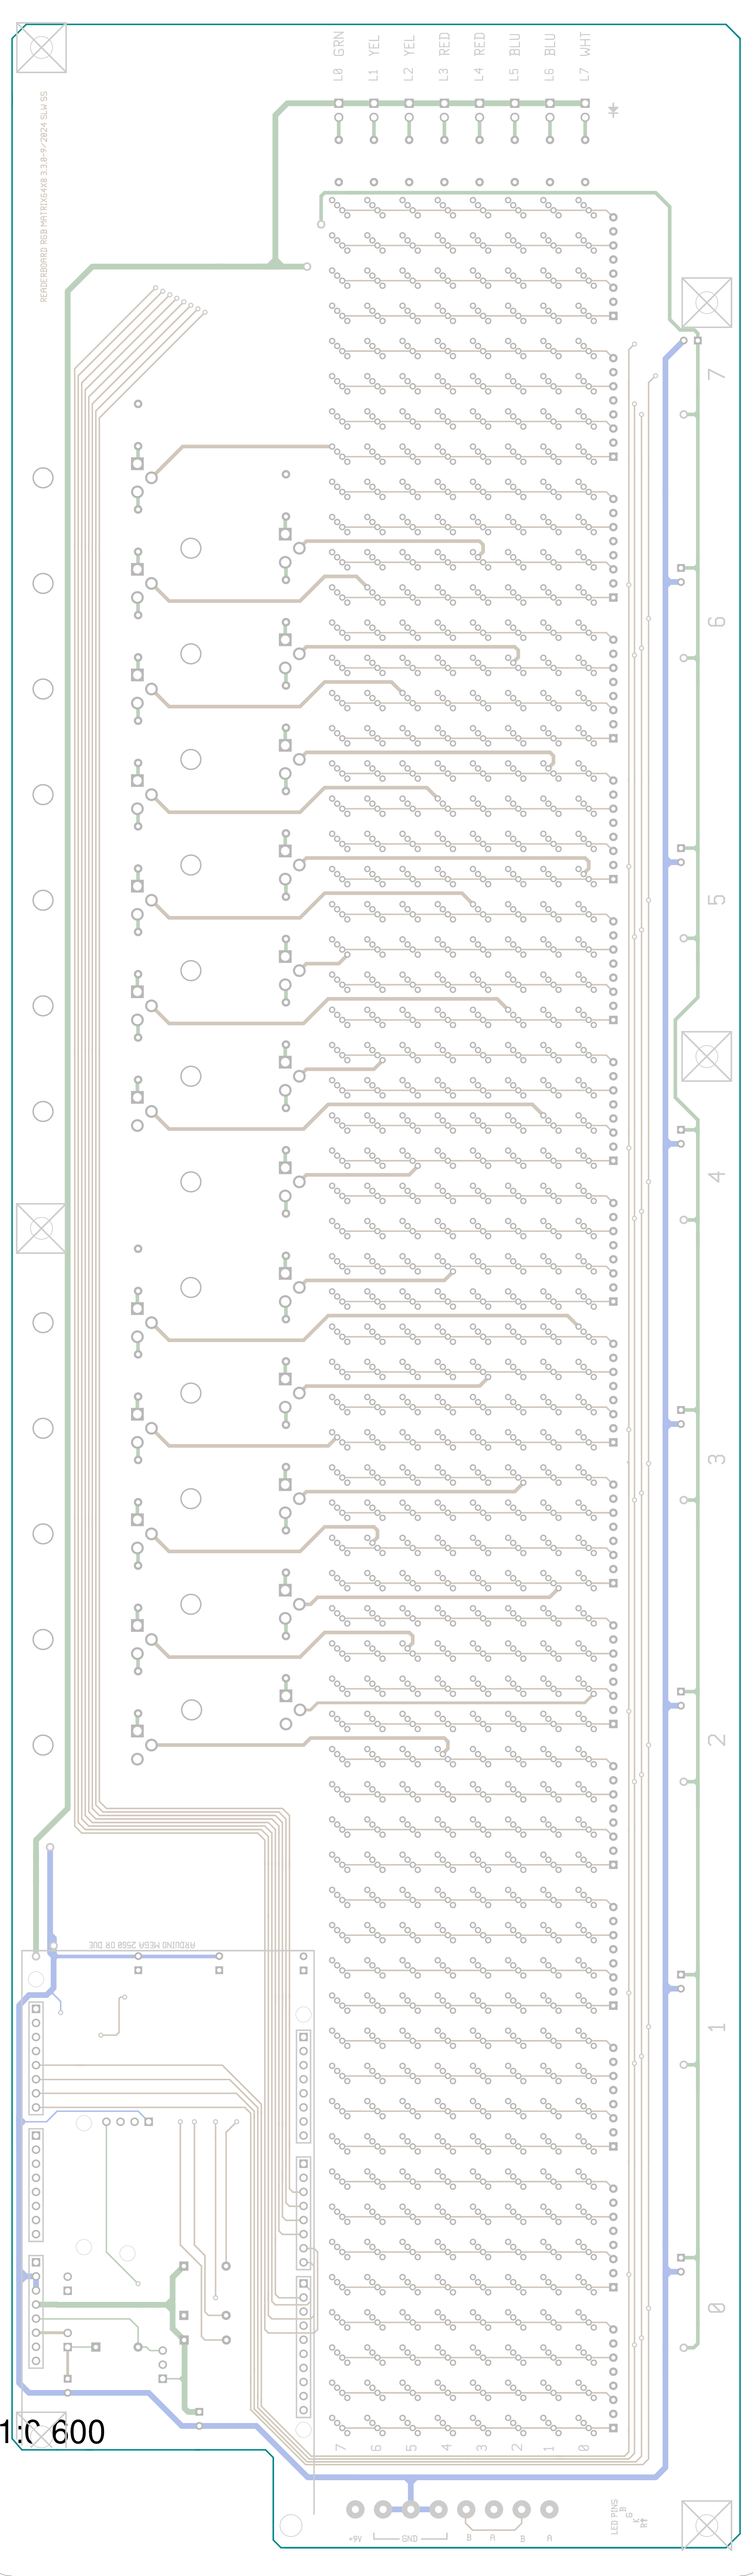 L0 GRN
L1 YEL
L2 YEL
L3 RED
L4 RED
L5 BLU
L6 BLU
L7 WHT
READERBOARD RGB MATRIX64X8 3.3.0-9/2024 SLW SS
7
6
5
4
3
2
1
0
ARDUINO MEGA 2560 OR DUE
1:0.600
7 6 5 4 3 2 1 0
+9V GND B A B A
LED PINS
B
G
K
R↑